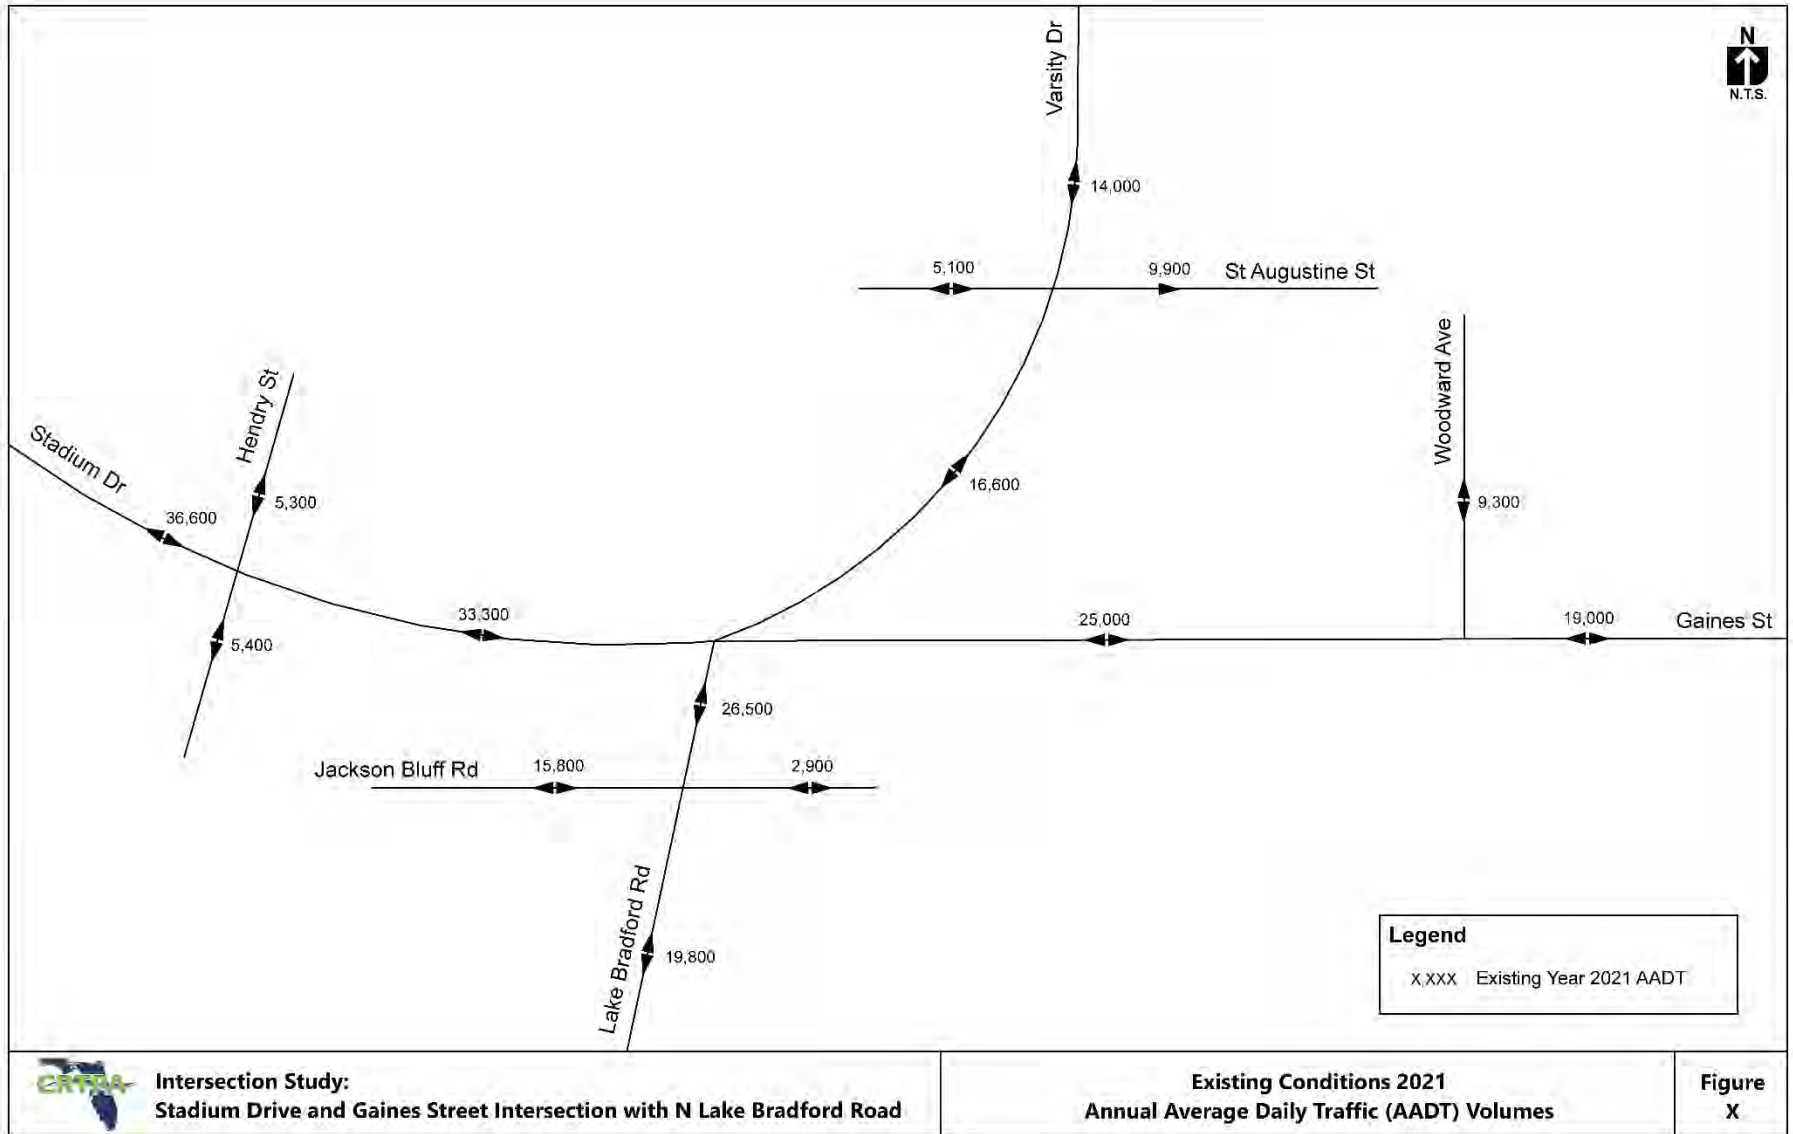 N
N.T.S.
Varsity Dr
14,000
5,100
9,900
St Augustine St
Woodward Ave
Hendry St
Stadium Dr
36,600
5,300
16,600
9,300
33,300
5,400
25,000
19,000
Gaines St
26,500
Jackson Bluff Rd
15,800
2,900
Lake Bradford Rd
19,800
Legend
X,XXX Existing Year 2021 AADT
CRTPA
Intersection Study:
Stadium Drive and Gaines Street Intersection with N Lake Bradford Road
Existing Conditions 2021
Annual Average Daily Traffic (AADT) Volumes
Figure
X